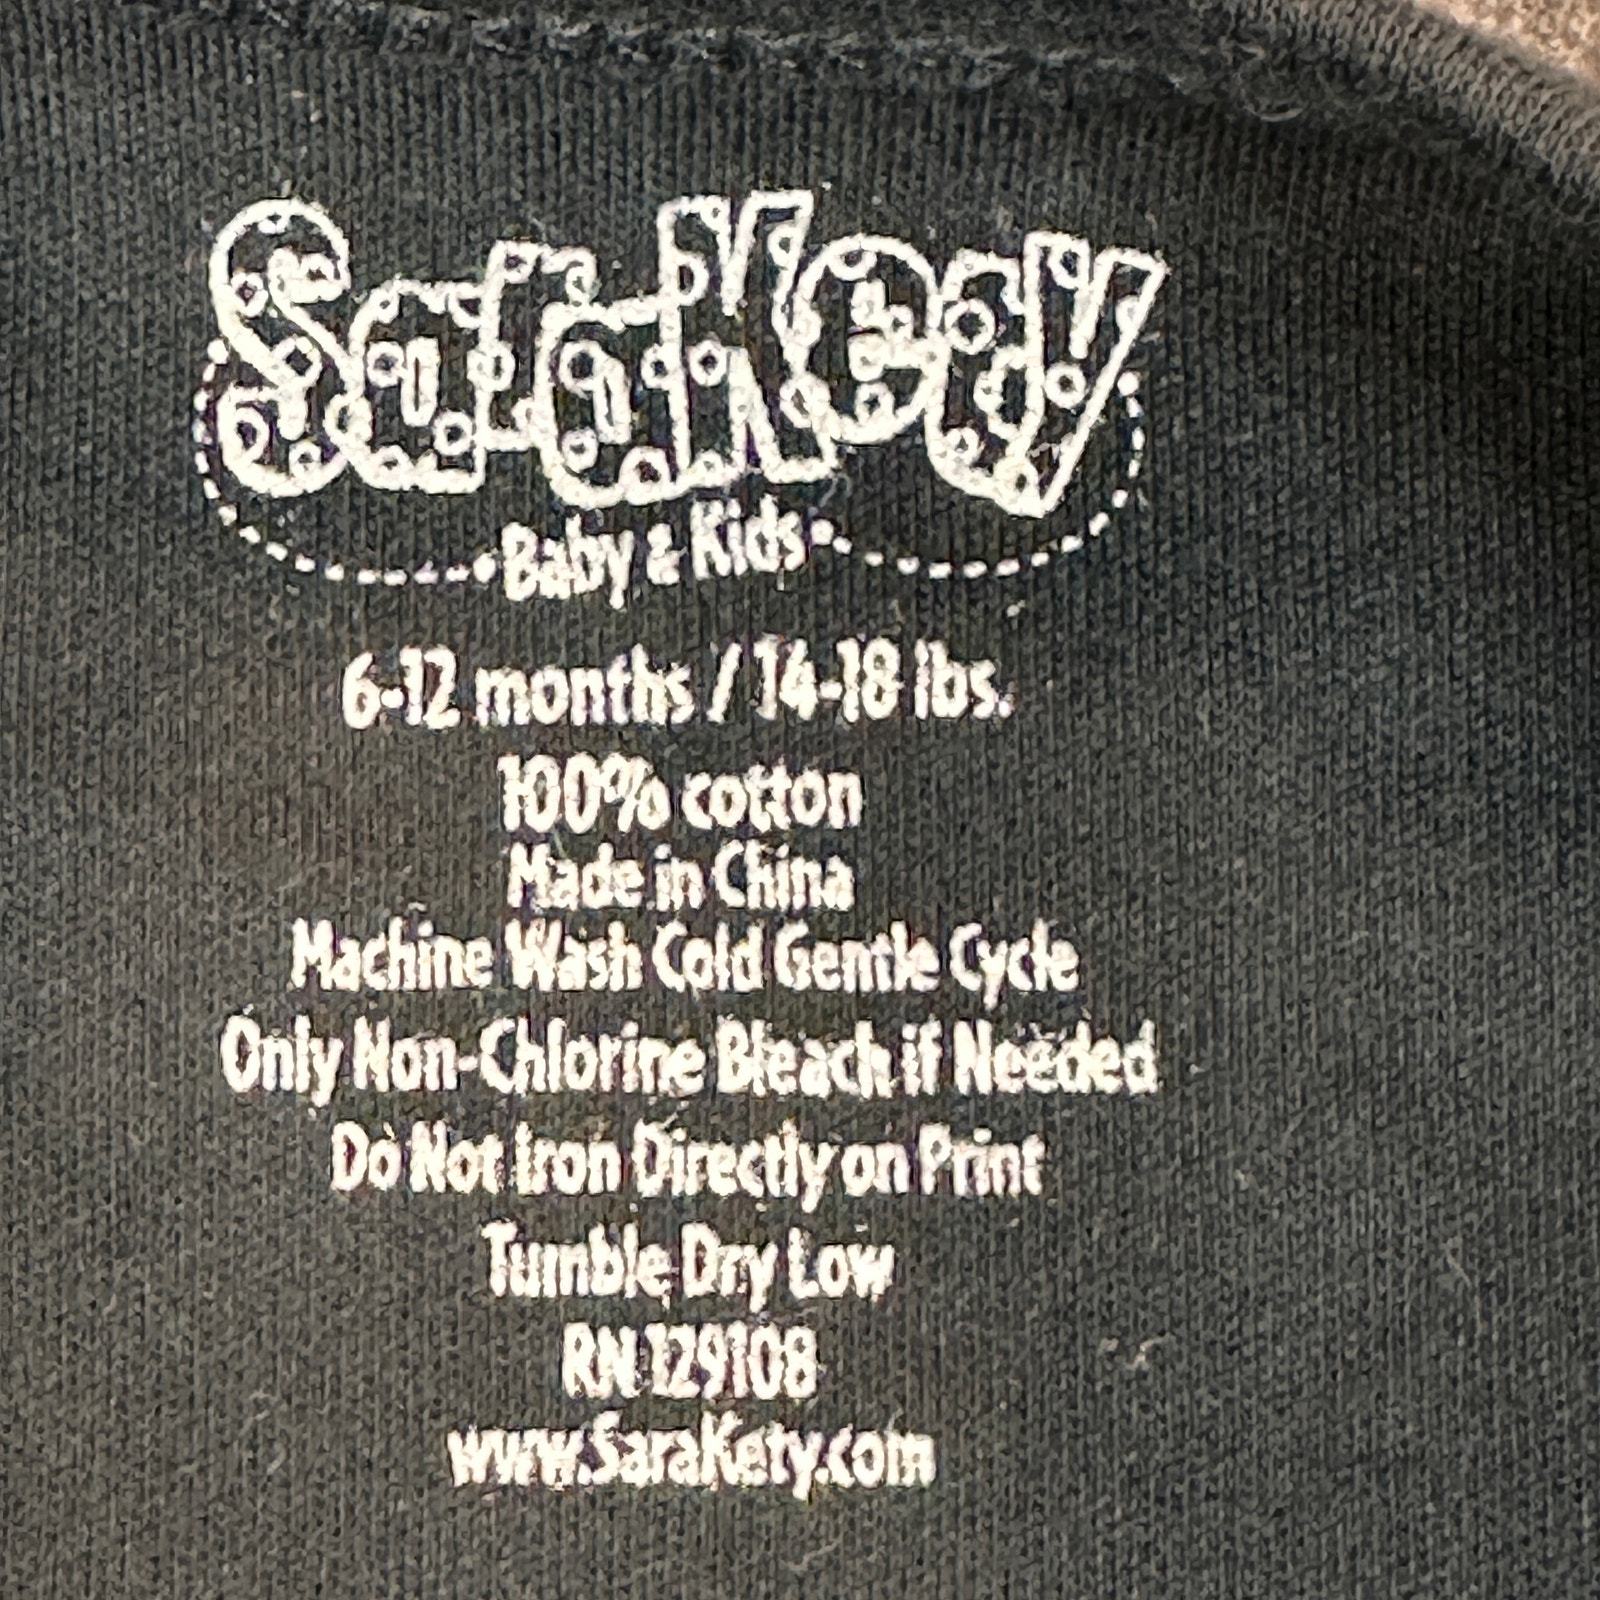 SaraKety
Baby & Kids
6-12 months / 14-18 lbs.
100% cotton
Made in China
Machine Wash Cold Gentle Cycle
Only Non-Chlorine Bleach if Needed
Do Not Iron Directly on Print
Tumble Dry Low
RN 129108
www.SaraKety.com